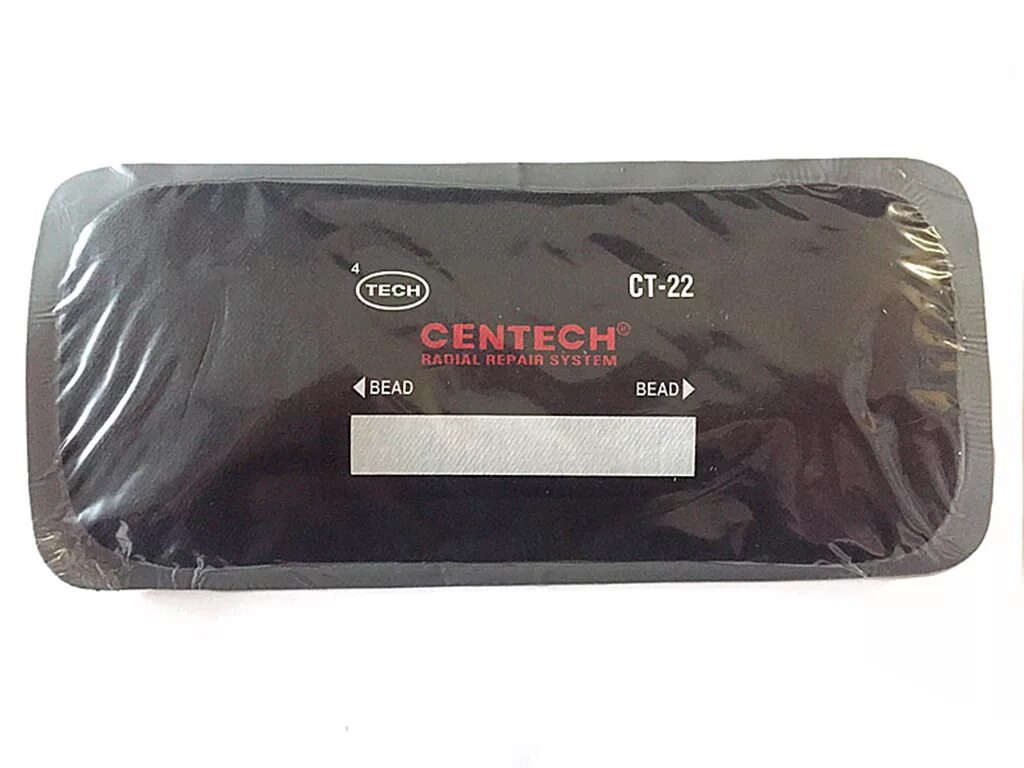 4
TECH CT-22
CENTECH®
RADIAL REPAIR SYSTEM
◀BEAD BEAD▶